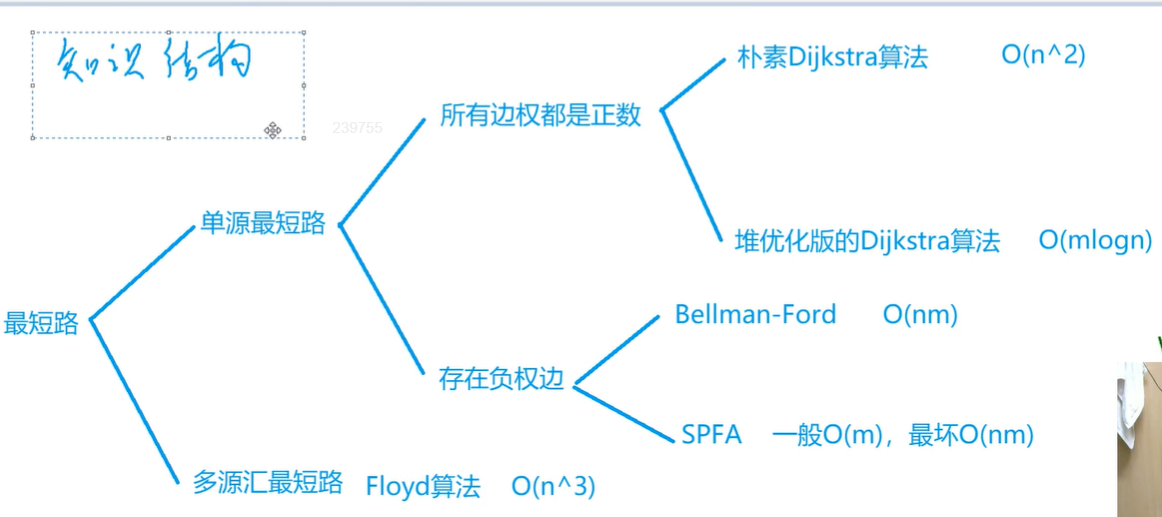 知识结构
239755
朴素Dijkstra算法 O(n^2)
所有边权都是正数
单源最短路
堆优化版的Dijkstra算法 O(mlogn)
最短路
Bellman-Ford O(nm)
存在负权边
SPFA 一般O(m)，最坏O(nm)
多源汇最短路 Floyd算法 O(n^3)